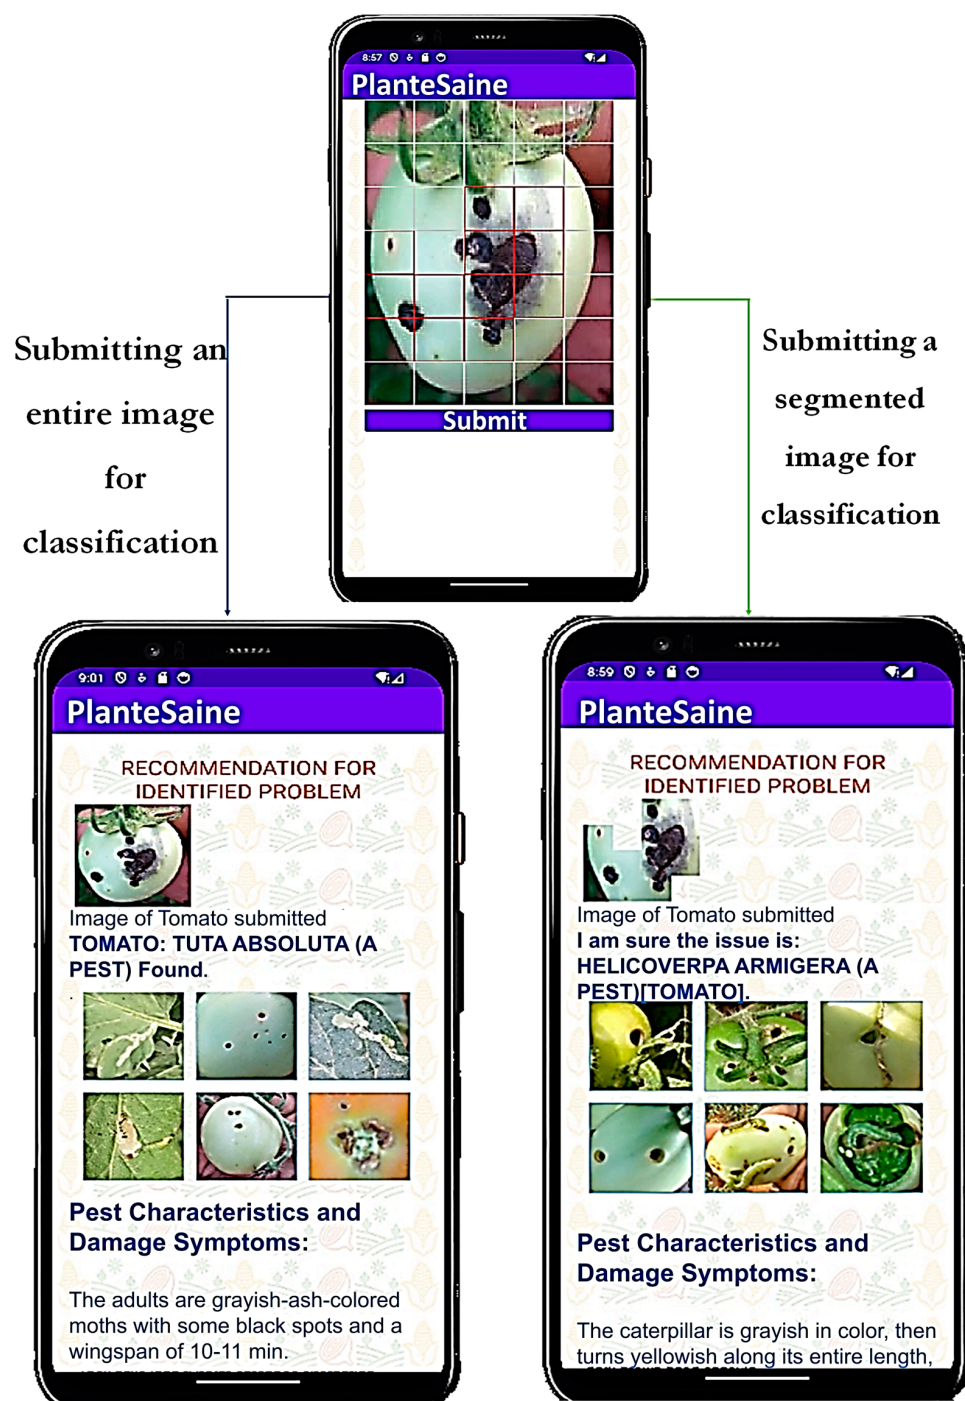 8:57
PlanteSaine
Submit
Submitting an
entire image
for
classification
Submitting a
segmented
image for
classification
9:01
PlanteSaine
RECOMMENDATION FOR
IDENTIFIED PROBLEM
Image of Tomato submitted
TOMATO: TUTA ABSOLUTA (A
PEST) Found.
Pest Characteristics and
Damage Symptoms:
The adults are grayish-ash-colored
moths with some black spots and a
wingspan of 10-11 min.
8:59
PlanteSaine
RECOMMENDATION FOR
IDENTIFIED PROBLEM
Image of Tomato submitted
I am sure the issue is:
HELICOVERPA ARMIGERA (A
PEST)[TOMATO].
Pest Characteristics and
Damage Symptoms:
The caterpillar is grayish in color, then
turns yellowish along its entire length,